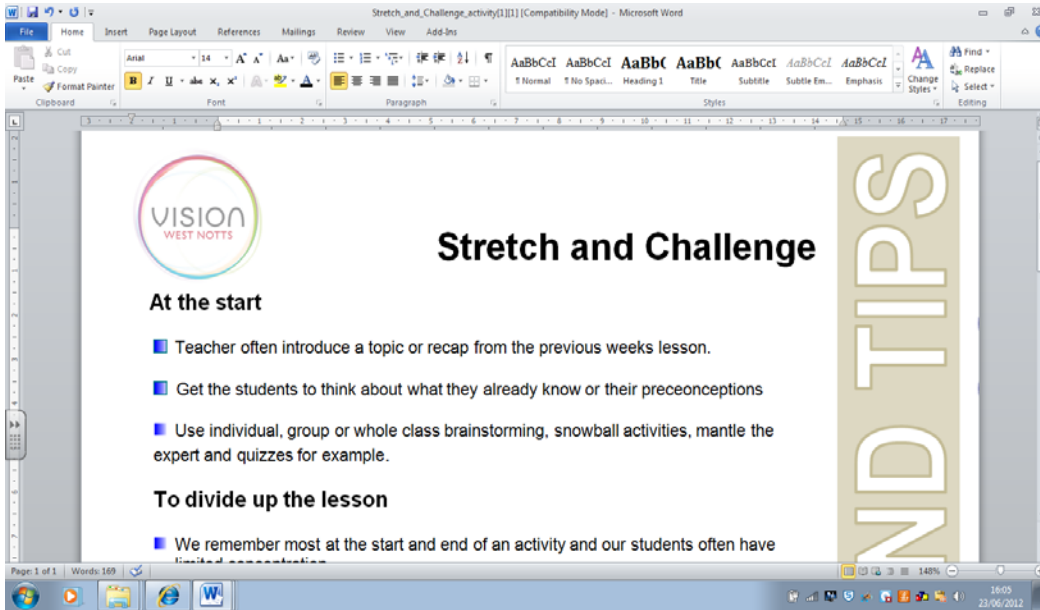 Stretch_and_Challenge_activity[1][1] [Compatibility Mode] - Microsoft Word
File Home Insert Page Layout References Mailings Review View Add-Ins
Cut
Copy
Format Painter
Paste
Clipboard
Arial 14
Font
Paragraph
AaBbCcI AaBbCcI AaBb( AaBb( AaBbCcI AaBbCcI AaBbCcI
¶ Normal ¶ No Spaci... Heading 1 Title Subtitle Subtle Em... Emphasis
Change Styles
Styles
Find
Replace
Select
Editing
VISION
WEST NOTTS
Stretch and Challenge
At the start
Teacher often introduce a topic or recap from the previous weeks lesson.
Get the students to think about what they already know or their preceonceptions
Use individual, group or whole class brainstorming, snowball activities, mantle the
expert and quizzes for example.
To divide up the lesson
We remember most at the start and end of an activity and our students often have
limited concentration
ND TIPS
Page: 1 of 1 Words: 169
148%
16:05
23/06/2012